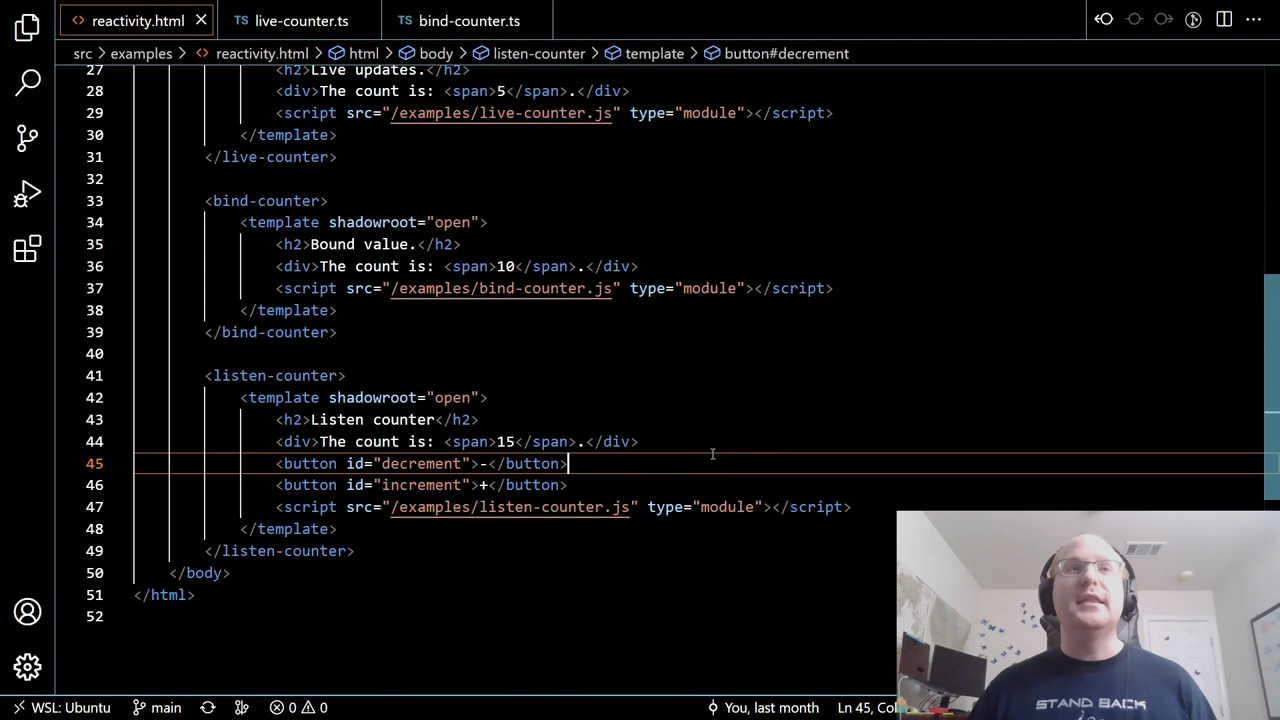 reactivity.html
TS live-counter.ts
TS bind-counter.ts
src > examples > reactivity.html > html > body > listen-counter > template > button#decrement
27 <h2>Live updates.</h2>
28 <div>The count is: <span>5</span>.</div>
29 <script src="/examples/live-counter.js" type="module"></script>
30 </template>
31 </live-counter>
32
33 <bind-counter>
34 <template shadowroot="open">
35 <h2>Bound value.</h2>
36 <div>The count is: <span>10</span>.</div>
37 <script src="/examples/bind-counter.js" type="module"></script>
38 </template>
39 </bind-counter>
40
41 <listen-counter>
42 <template shadowroot="open">
43 <h2>Listen counter</h2>
44 <div>The count is: <span>15</span>.</div>
45 <button id="decrement">-</button>
46 <button id="increment">+</button>
47 <script src="/examples/listen-counter.js" type="module"></script>
48 </template>
49 </listen-counter>
50 </body>
51 </html>
52
STAND BACK
WSL: Ubuntu main 0 0 You, last month Ln 45,